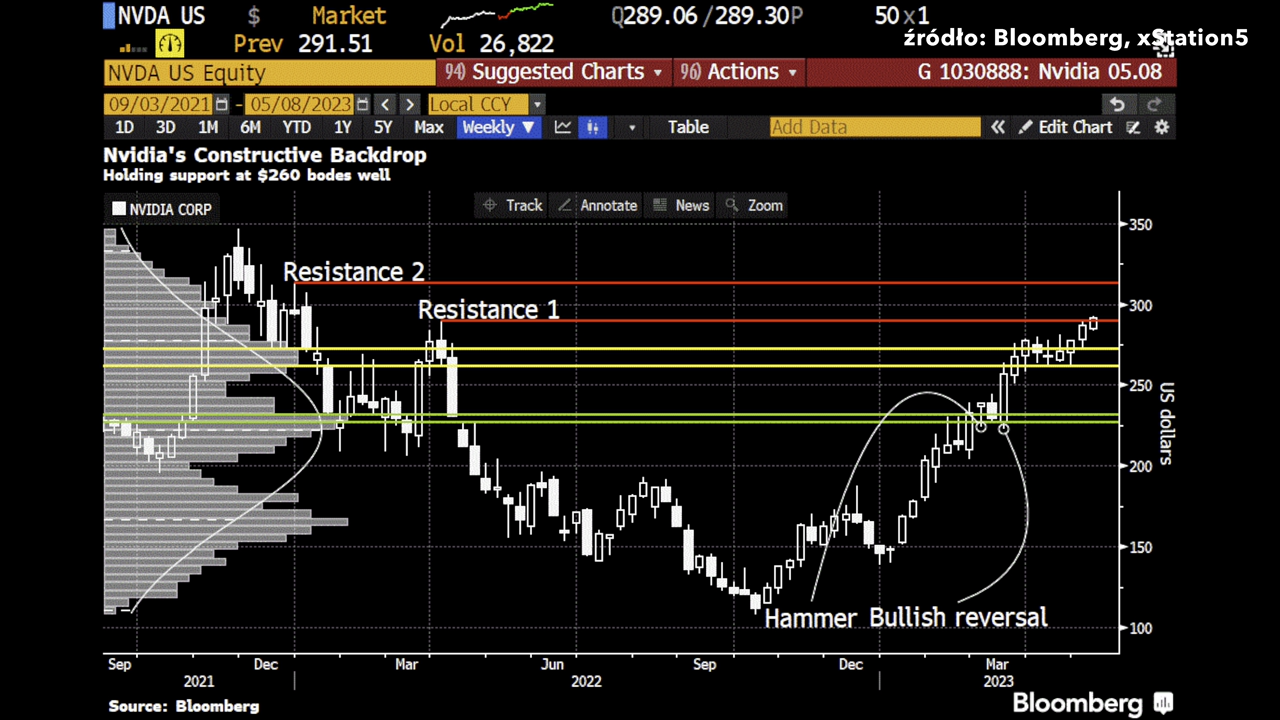 NVDA US $ Market Q289.06/289.30P 50x1
Prev 291.51 Vol 26,822
źródło: Bloomberg, xStation5
NVDA US Equity 94) Suggested Charts 96) Actions G 1030888: Nvidia 05.08
09/03/2021 - 05/08/2023 Local CCY
1D 3D 1M 6M YTD 1Y 5Y Max Weekly Table Add Data Edit Chart
Nvidia's Constructive Backdrop
Holding support at $260 bodes well
Track Annotate News Zoom
NVIDIA CORP
350
Resistance 2
300
Resistance 1
250
US dollars
200
150
Hammer Bullish reversal
100
Sep Dec Mar Jun Sep Dec Mar
2021 2022 2023
Source: Bloomberg
Bloomberg